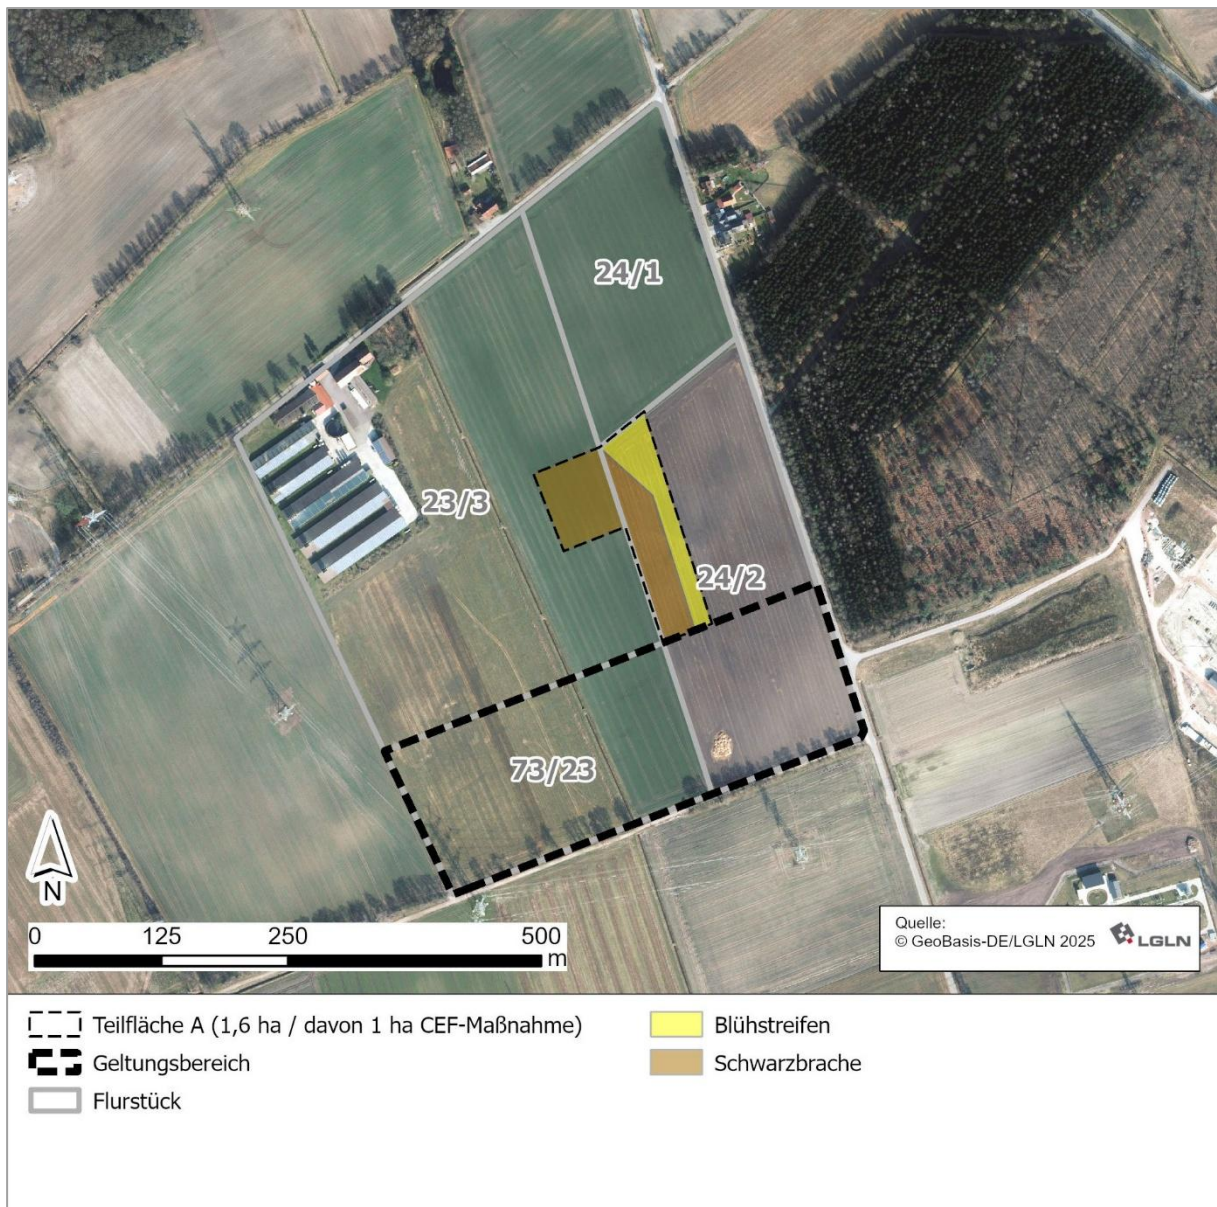 24/1
23/3
24/2
73/23
N
0 125 250 500
m
Quelle:
© GeoBasis-DE/LGLN 2025
LGLN
Teilfläche A (1,6 ha / davon 1 ha CEF-Maßnahme)
Geltungsbereich
Flurstück
Blühstreifen
Schwarzbrache